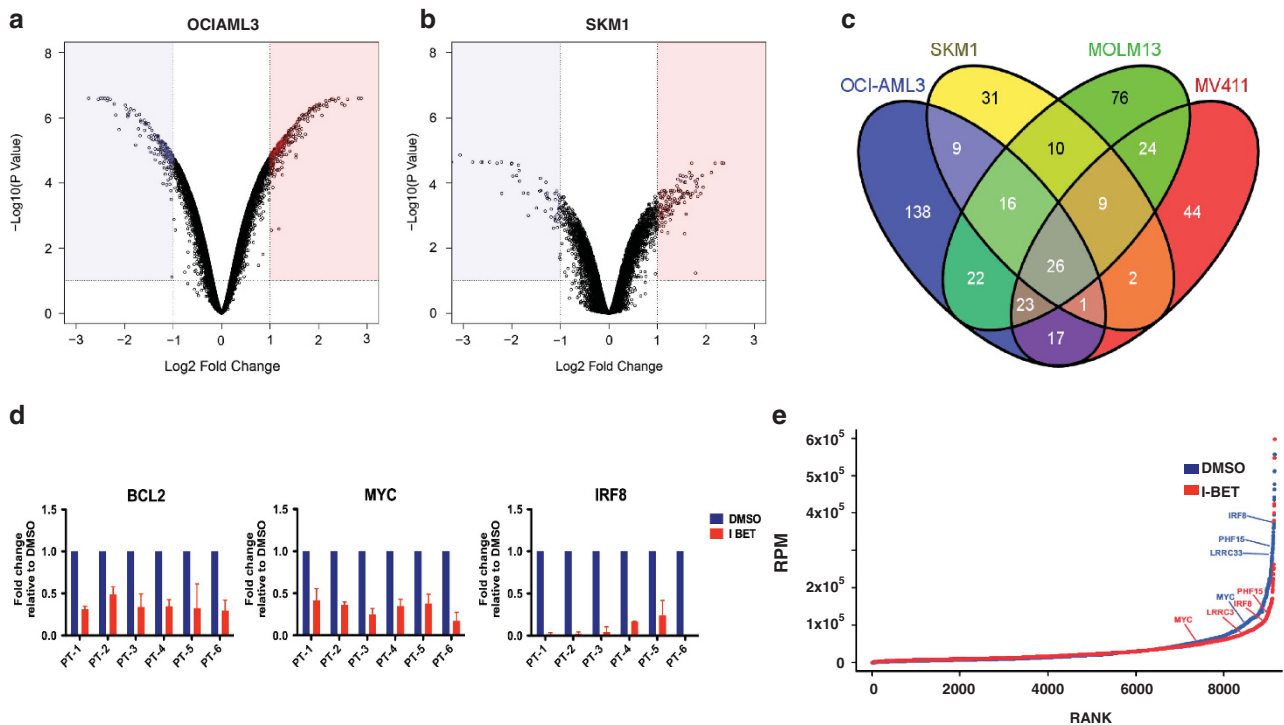 a
OCIAML3
8
6
4
2
0
−Log10(P Value)
−3
−2
−1
0
1
2
3
Log2 Fold Change
b
SKM1
8
6
4
2
0
−Log10(P Value)
−3
−2
−1
0
1
2
3
Log2 Fold Change
c
SKM1
MOLM13
OCI-AML3
MV411
31
76
9
10
24
138
16
9
44
26
22
2
23
1
17
d
BCL2
Fold change
relative to DMSO
1.5
1.0
0.5
0.0
PT-1
PT-2
PT-3
PT-4
PT-5
PT-6
MYC
Fold change
relative to DMSO
1.5
1.0
0.5
0.0
PT-1
PT-2
PT-3
PT-4
PT-5
PT-6
IRF8
Fold change
relative to DMSO
1.5
1.0
0.5
0.0
PT-1
PT-2
PT-3
PT-4
PT-5
PT-6
DMSO
I BET
e
RPM
6x10⁵
5x10⁵
4x10⁵
2x10⁵
1x10⁵
0
DMSO
I-BET
IRF8
PHF15
LRRC33
PHF15
MYC
IRF8
LRRC3
MYC
0
2000
4000
6000
8000
RANK